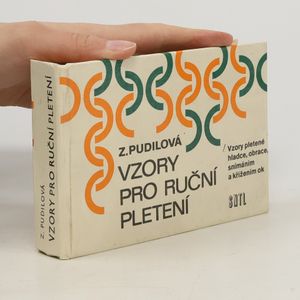 Z. PUDILOVÁ
VZORY PRO RUČNÍ PLETENÍ
Z. PUDILOVÁ
VZORY
PRO RUČNÍ
PLETENÍ
Vzory pletené
hladce, obrace,
snímáním
a křížením ok
SNTL